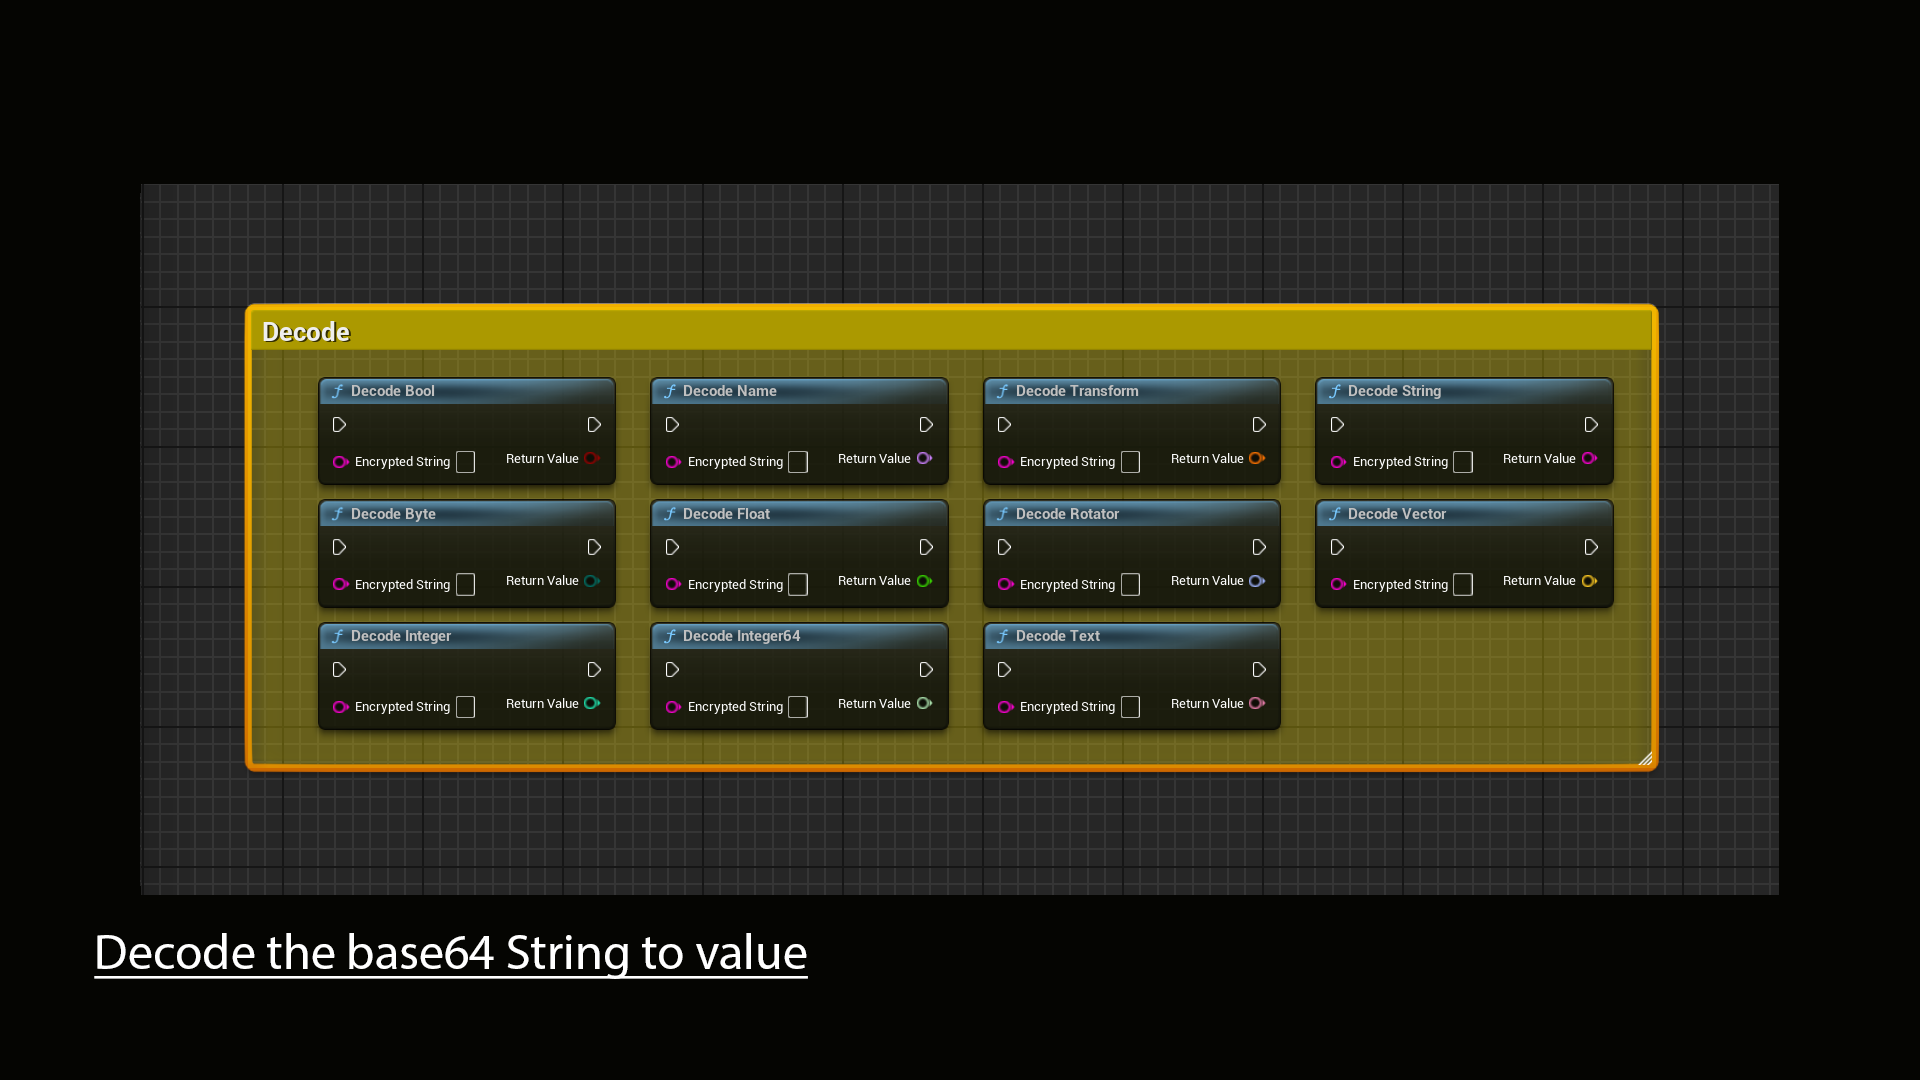 Decode
Decode Bool
Encrypted String
Return Value
Decode Name
Encrypted String
Return Value
Decode Transform
Encrypted String
Return Value
Decode String
Encrypted String
Return Value
Decode Byte
Encrypted String
Return Value
Decode Float
Encrypted String
Return Value
Decode Rotator
Encrypted String
Return Value
Decode Vector
Encrypted String
Return Value
Decode Integer
Encrypted String
Return Value
Decode Integer64
Encrypted String
Return Value
Decode Text
Encrypted String
Return Value
Decode the base64 String to value